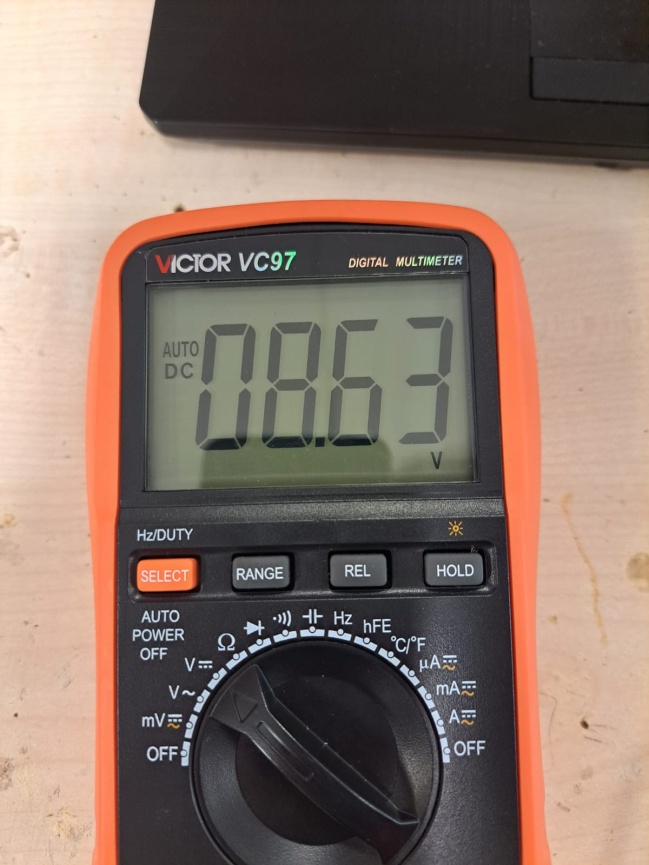 VICTOR VC97 DIGITAL MULTIMETER
AUTO
DC
08.63
V
Hz/DUTY
SELECT RANGE REL HOLD
AUTO
POWER
OFF
OFF
mV
V~
V
Ω
Hz
hFE
°C/°F
µA
mA
A
OFF